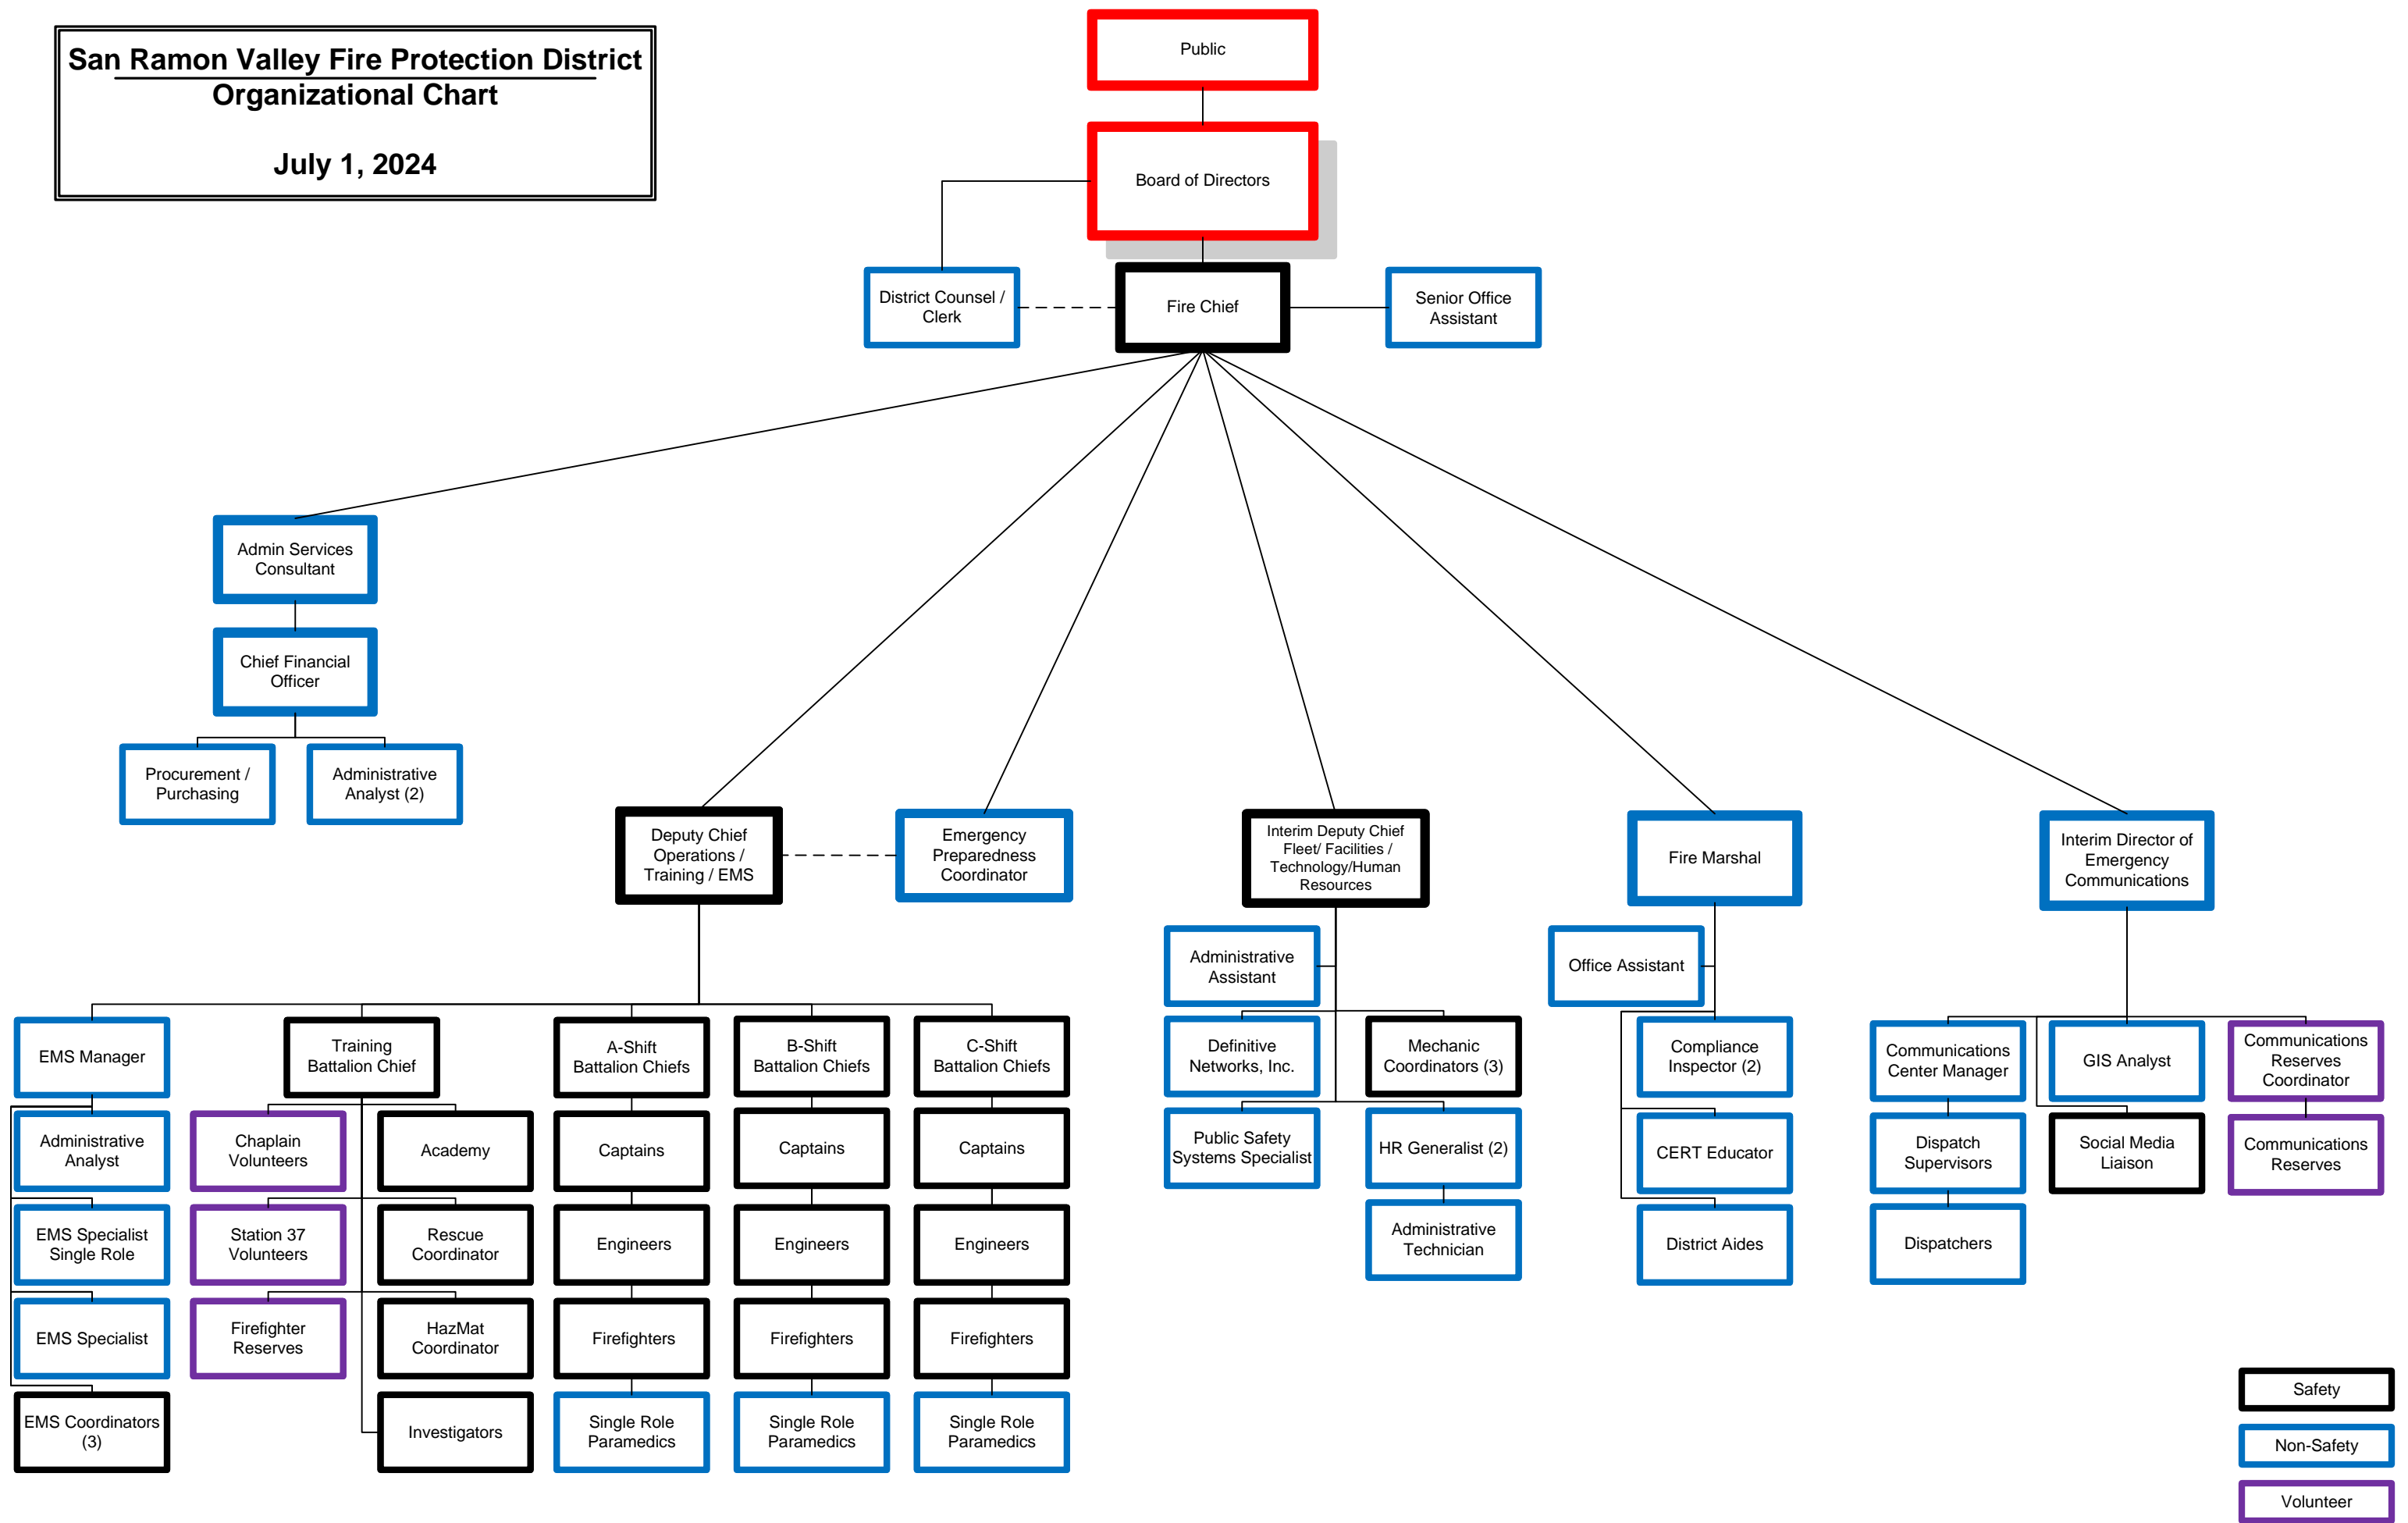 San Ramon Valley Fire Protection District
Organizational Chart
July 1, 2024
Public
Board of Directors
District Counsel /
Clerk
Fire Chief
Senior Office
Assistant
Admin Services
Consultant
Chief Financial
Officer
Procurement /
Purchasing
Administrative
Analyst (2)
Deputy Chief
Operations /
Training / EMS
Emergency
Preparedness
Coordinator
Interim Deputy Chief
Fleet/ Facilities /
Technology/Human
Resources
Fire Marshal
Interim Director of
Emergency
Communications
Administrative
Assistant
Office Assistant
EMS Manager
Training
Battalion Chief
A-Shift
Battalion Chiefs
B-Shift
Battalion Chiefs
C-Shift
Battalion Chiefs
Definitive
Networks, Inc.
Mechanic
Coordinators (3)
Compliance
Inspector (2)
Communications
Center Manager
GIS Analyst
Communications
Reserves
Coordinator
Administrative
Analyst
Chaplain
Volunteers
Academy
Captains
Captains
Captains
Public Safety
Systems Specialist
HR Generalist (2)
CERT Educator
Dispatch
Supervisors
Social Media
Liaison
Communications
Reserves
EMS Specialist
Single Role
Station 37
Volunteers
Rescue
Coordinator
Engineers
Engineers
Engineers
Administrative
Technician
District Aides
Dispatchers
EMS Specialist
Firefighter
Reserves
HazMat
Coordinator
Firefighters
Firefighters
Firefighters
EMS Coordinators
(3)
Investigators
Single Role
Paramedics
Single Role
Paramedics
Single Role
Paramedics
Safety
Non-Safety
Volunteer